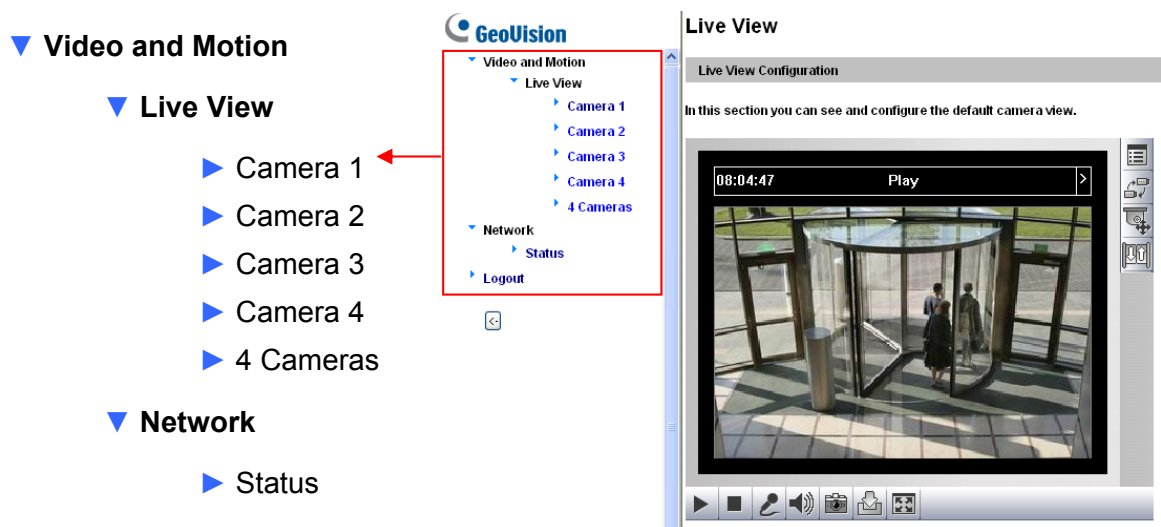 Video and Motion
Live View
Camera 1
Camera 2
Camera 3
Camera 4
4 Cameras
Network
Status
GeoVision
Video and Motion
Live View
Camera 1
Camera 2
Camera 3
Camera 4
4 Cameras
Network
Status
Logout
Live View
Live View Configuration
In this section you can see and configure the default camera view.
08:04:47 Play >